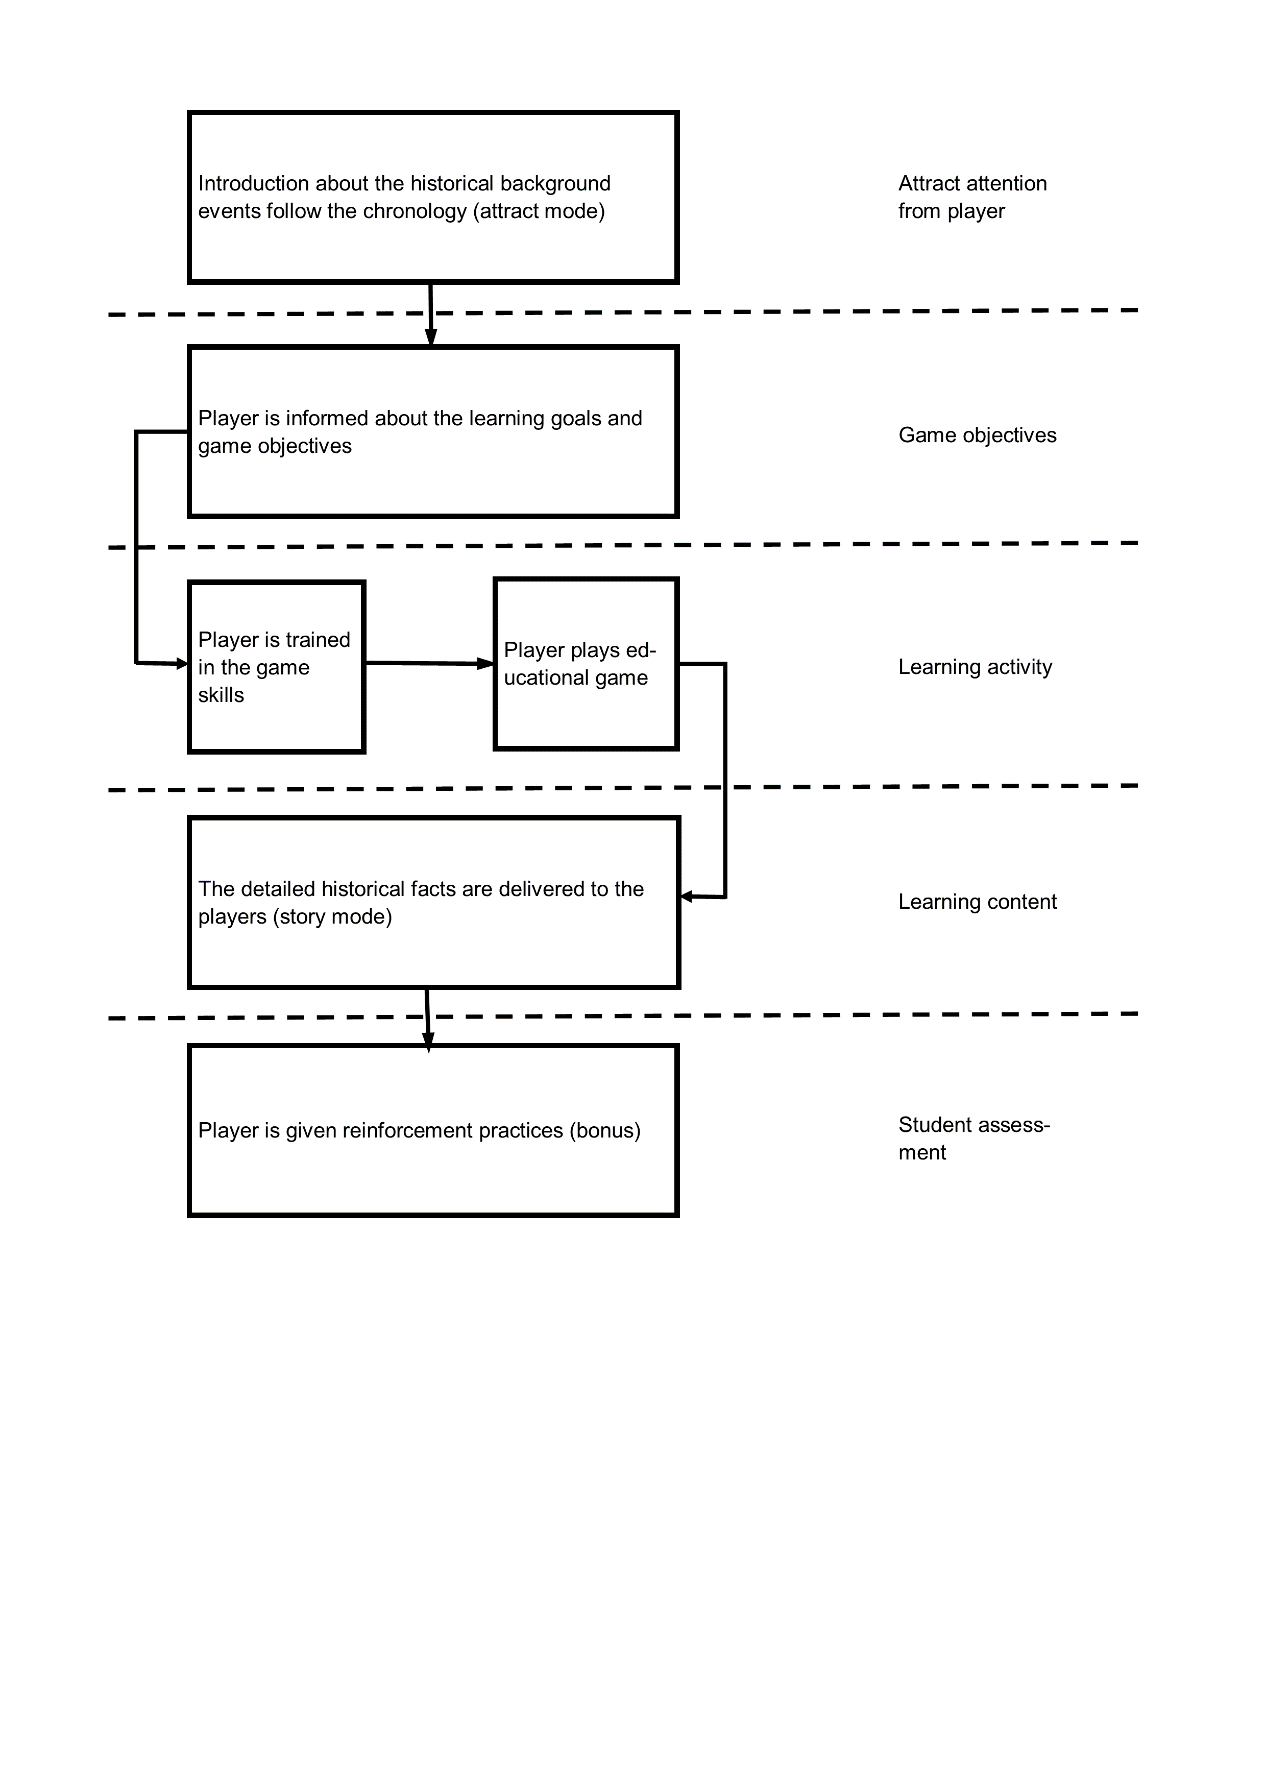 Introduction about the historical background
events follow the chronology (attract mode)
Attract attention
from player
Player is informed about the learning goals and
game objectives
Game objectives
Player is trained
in the game
skills
Player plays ed-
ucational game
Learning activity
The detailed historical facts are delivered to the
players (story mode)
Learning content
Player is given reinforcement practices (bonus)
Student assess-
ment